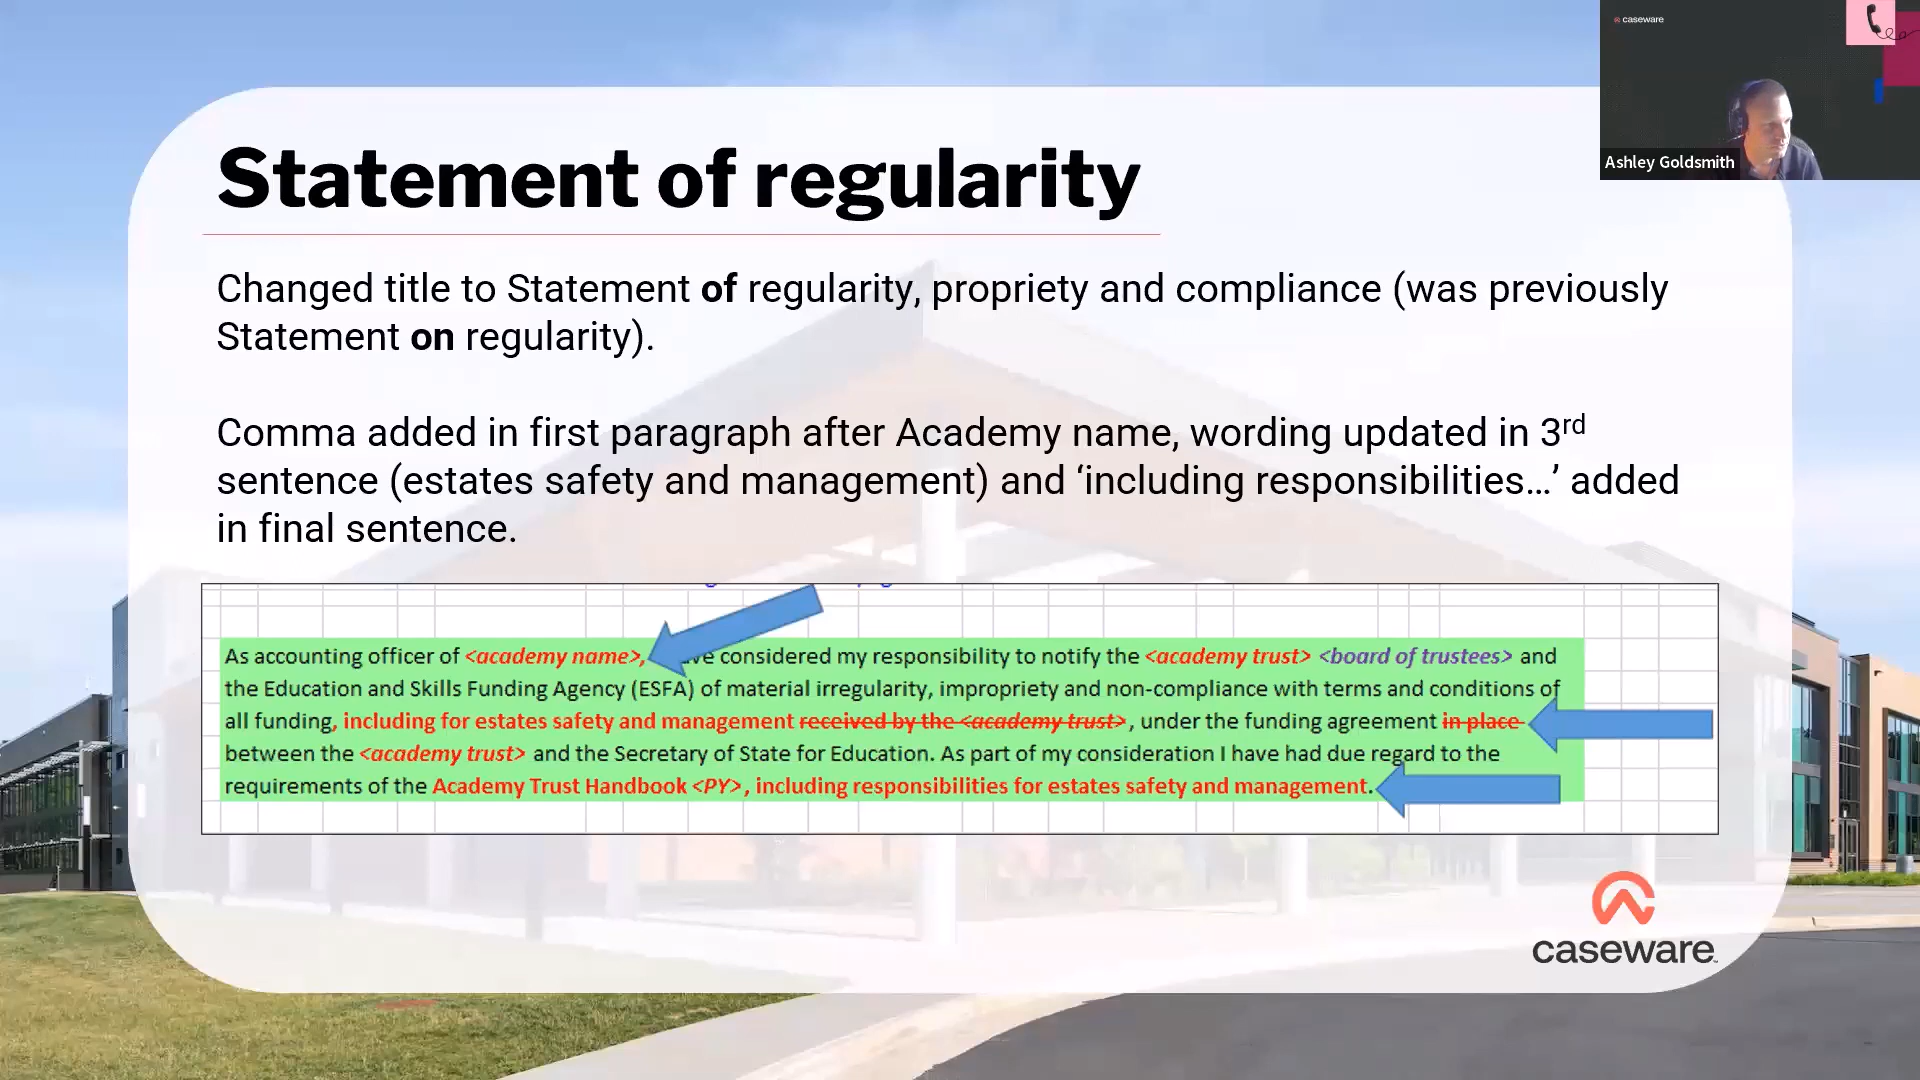 caseware
Ashley Goldsmith
Statement of regularity
Changed title to Statement of regularity, propriety and compliance (was previously
Statement on regularity).
Comma added in first paragraph after Academy name, wording updated in 3rd
sentence (estates safety and management) and ‘including responsibilities…’ added
in final sentence.
As accounting officer of <academy name>, ve considered my responsibility to notify the <academy trust> <board of trustees> and
the Education and Skills Funding Agency (ESFA) of material irregularity, impropriety and non-compliance with terms and conditions of
all funding, including for estates safety and management received by the <academy trust>, under the funding agreement in place
between the <academy trust> and the Secretary of State for Education. As part of my consideration I have had due regard to the
requirements of the Academy Trust Handbook <PY>, including responsibilities for estates safety and management.
caseware